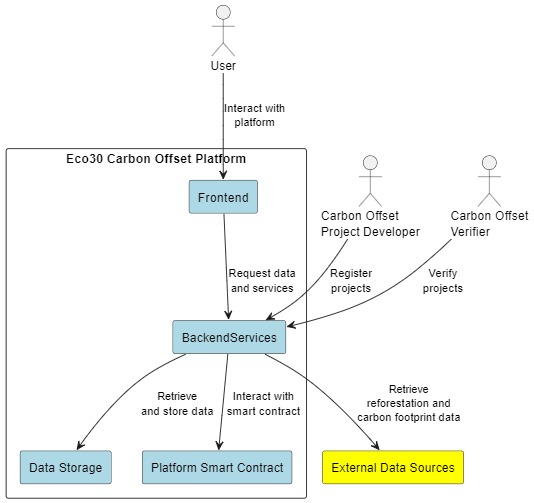 User
Interact with
platform
Eco30 Carbon Offset Platform
Frontend
Carbon Offset
Project Developer
Carbon Offset
Verifier
Request data
and services
Register
projects
Verify
projects
BackendServices
Retrieve
and store data
Interact with
smart contract
Retrieve
reforestation and
carbon footprint data
Data Storage
Platform Smart Contract
External Data Sources